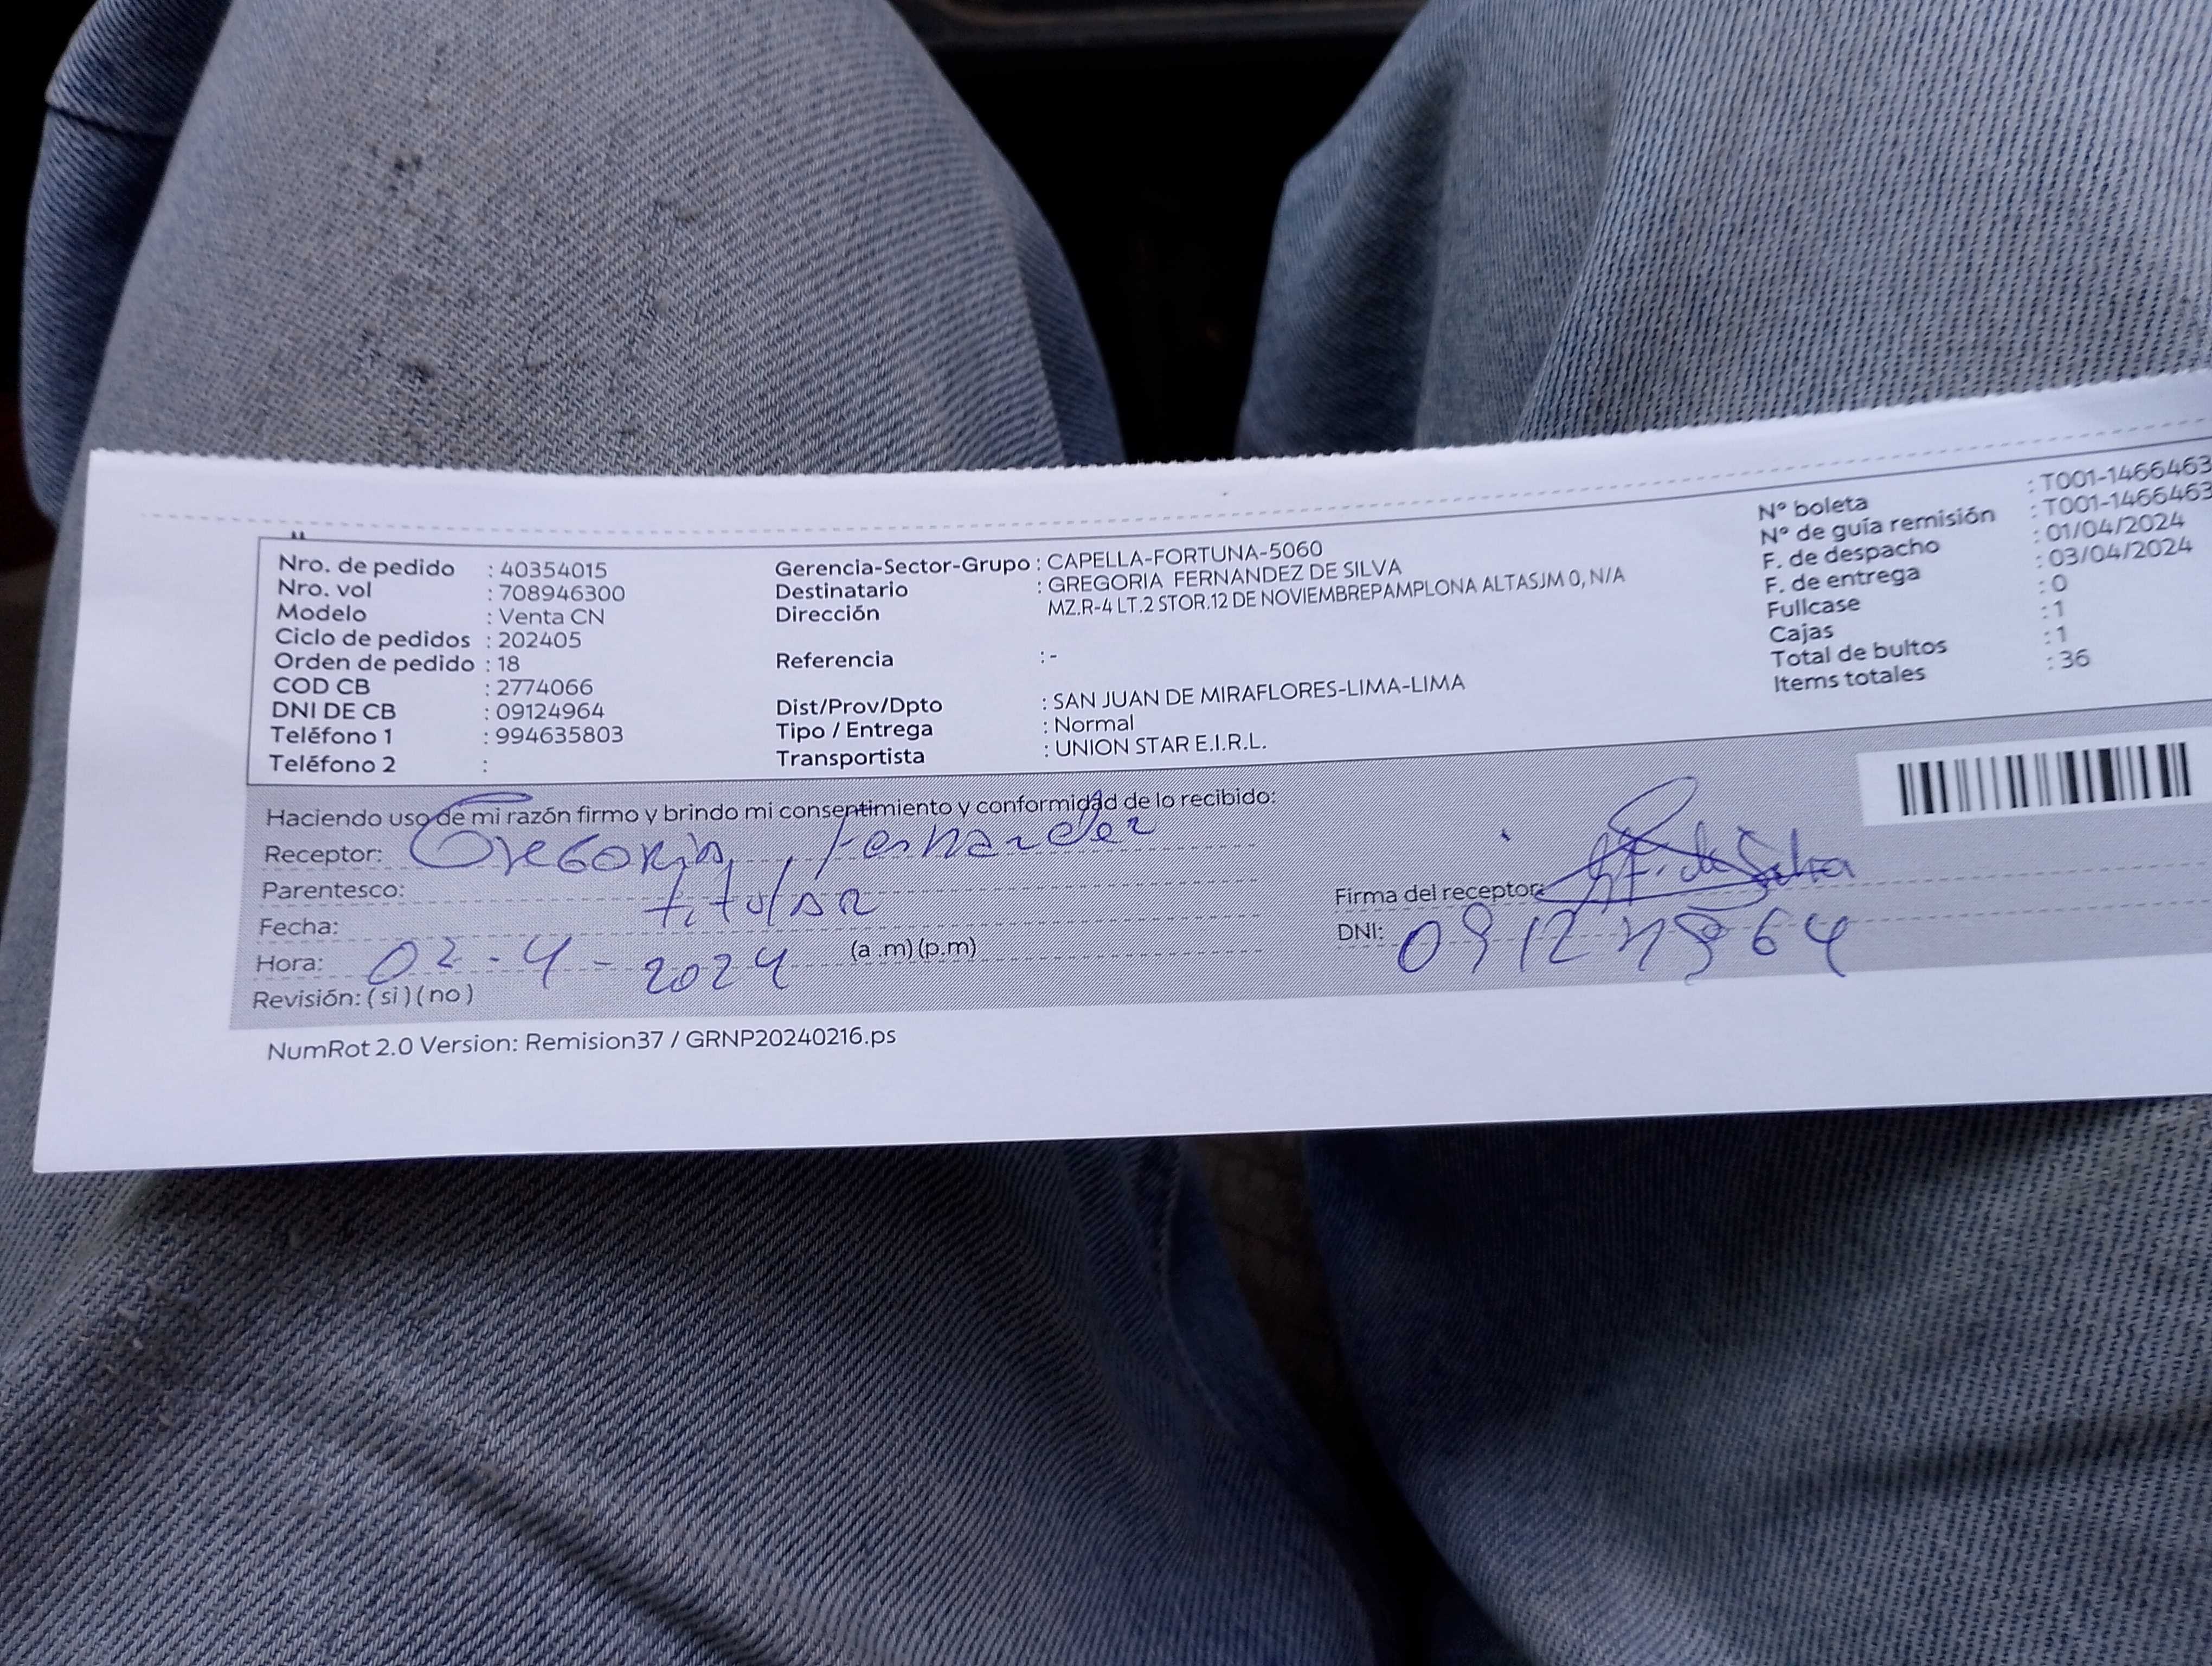 Nro. de pedido : 40354015
Nro. vol : 708946300
Modelo : Venta CN
Ciclo de pedidos : 202405
Orden de pedido : 18
COD CB : 2774066
DNI DE CB : 09124964
Teléfono 1 : 994635803
Teléfono 2 :
Gerencia-Sector-Grupo : CAPELLA-FORTUNA-5060
Destinatario : GREGORIA FERNANDEZ DE SILVA
Dirección MZ.R-4 LT.2 STOR.12 DE NOVIEMBREPAMPLONA ALTASJM 0, N/A
Referencia : -
Dist/Prov/Dpto : SAN JUAN DE MIRAFLORES-LIMA-LIMA
Tipo / Entrega : Normal
Transportista : UNION STAR E.I.R.L.
N° boleta : T001-1466463
N° de guía remisión : T001-1466463
F. de despacho : 01/04/2024
F. de entrega : 03/04/2024
Fullcase : 0
Cajas : 1
Total de bultos : 1
Items totales : 36
Haciendo uso de mi razón firmo y brindo mi consentimiento y conformidad de lo recibido:
Receptor: Gregoria Fernandez
Parentesco: titular
Fecha:
Hora: 02-4-2024 (a .m) (p.m)
Revisión: (si) (no)
Firma del receptor: de Silva
DNI:
NumRot 2.0 Version: Remision37 / GRNP20240216.ps